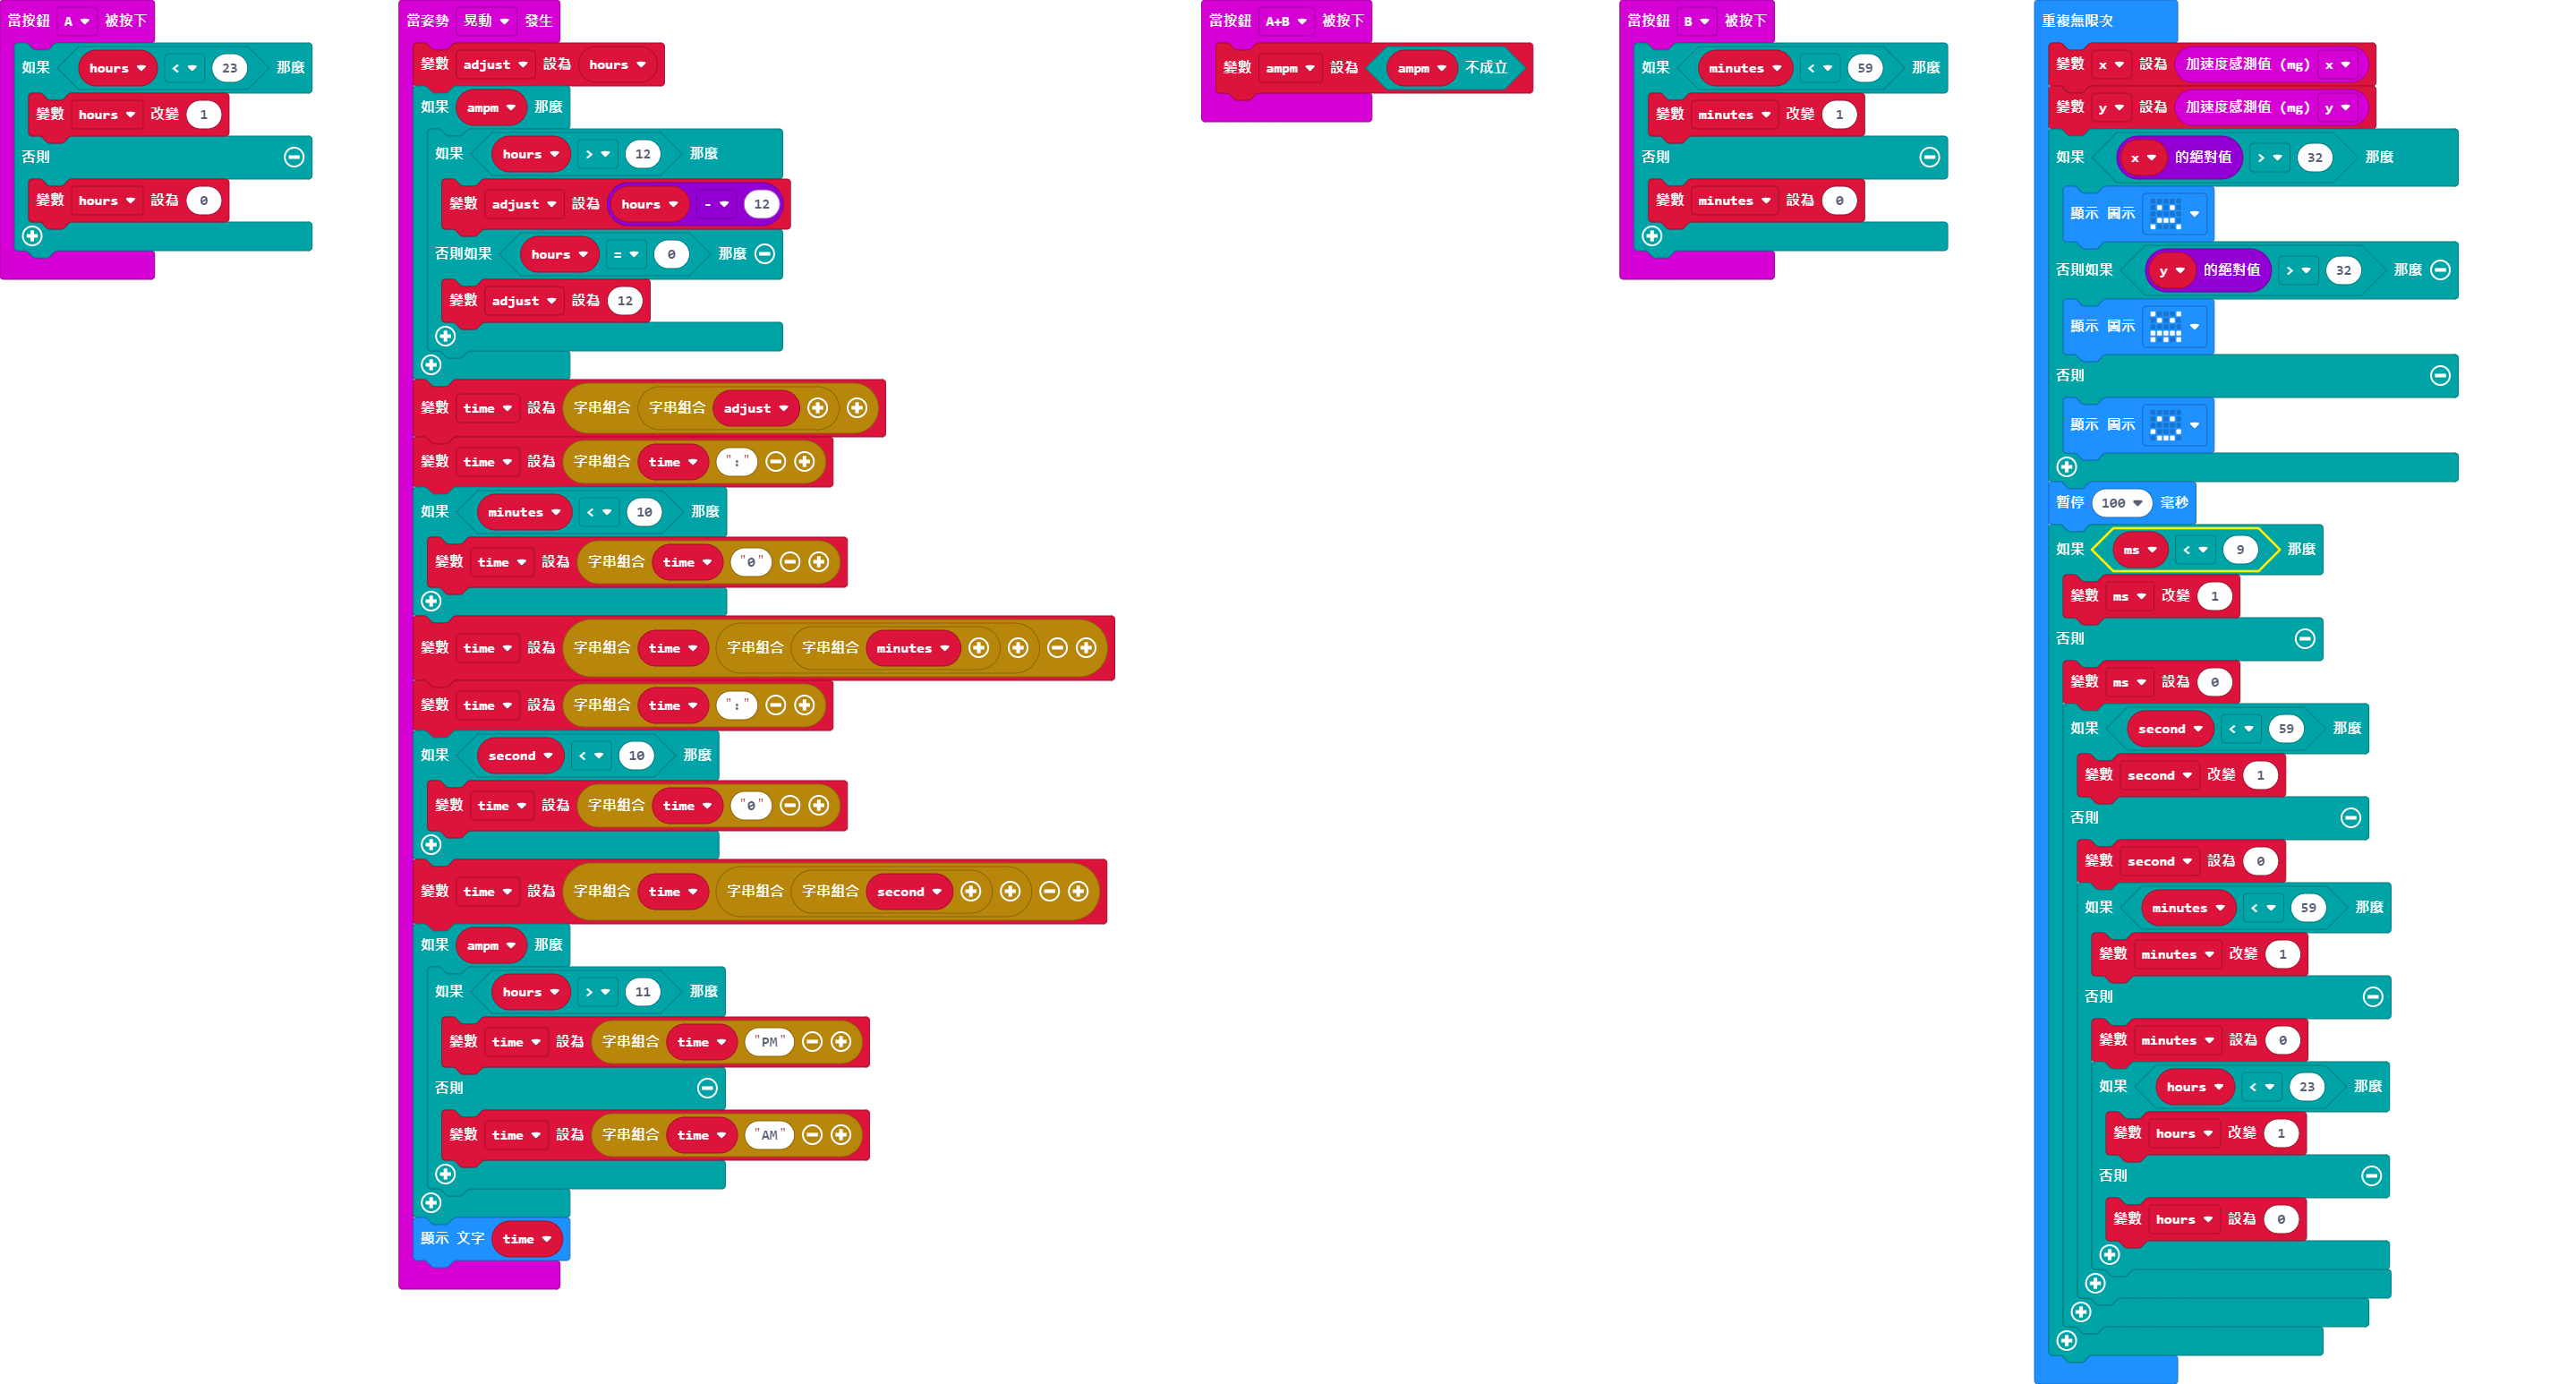 當按鈕 A 被按下
如果 hours < 23 那麼
變數 hours 改變 1
否則
變數 hours 設為 0
當姿勢 晃動 發生
變數 adjust 設為 hours
如果 ampm 那麼
如果 hours > 12 那麼
變數 adjust 設為 hours - 12
否則如果 hours = 0 那麼
變數 adjust 設為 12
變數 time 設為 字串組合 字串組合 adjust
變數 time 設為 字串組合 time ":"
如果 minutes < 10 那麼
變數 time 設為 字串組合 time "0"
變數 time 設為 字串組合 time 字串組合 字串組合 minutes
變數 time 設為 字串組合 time ":"
如果 second < 10 那麼
變數 time 設為 字串組合 time "0"
變數 time 設為 字串組合 time 字串組合 字串組合 second
如果 ampm 那麼
如果 hours > 11 那麼
變數 time 設為 字串組合 time "PM"
否則
變數 time 設為 字串組合 time "AM"
顯示 文字 time
當按鈕 A+B 被按下
變數 ampm 設為 ampm 不成立
當按鈕 B 被按下
如果 minutes < 59 那麼
變數 minutes 改變 1
否則
變數 minutes 設為 0
重複無限次
變數 x 設為 加速度感測值 (mg) x
變數 y 設為 加速度感測值 (mg) y
如果 x 的絕對值 > 32 那麼
顯示 圖示
否則如果 y 的絕對值 > 32 那麼
顯示 圖示
否則
顯示 圖示
暫停 100 毫秒
如果 ms < 9 那麼
變數 ms 改變 1
否則
變數 ms 設為 0
如果 second < 59 那麼
變數 second 改變 1
否則
變數 second 設為 0
如果 minutes < 59 那麼
變數 minutes 改變 1
否則
變數 minutes 設為 0
如果 hours < 23 那麼
變數 hours 改變 1
否則
變數 hours 設為 0